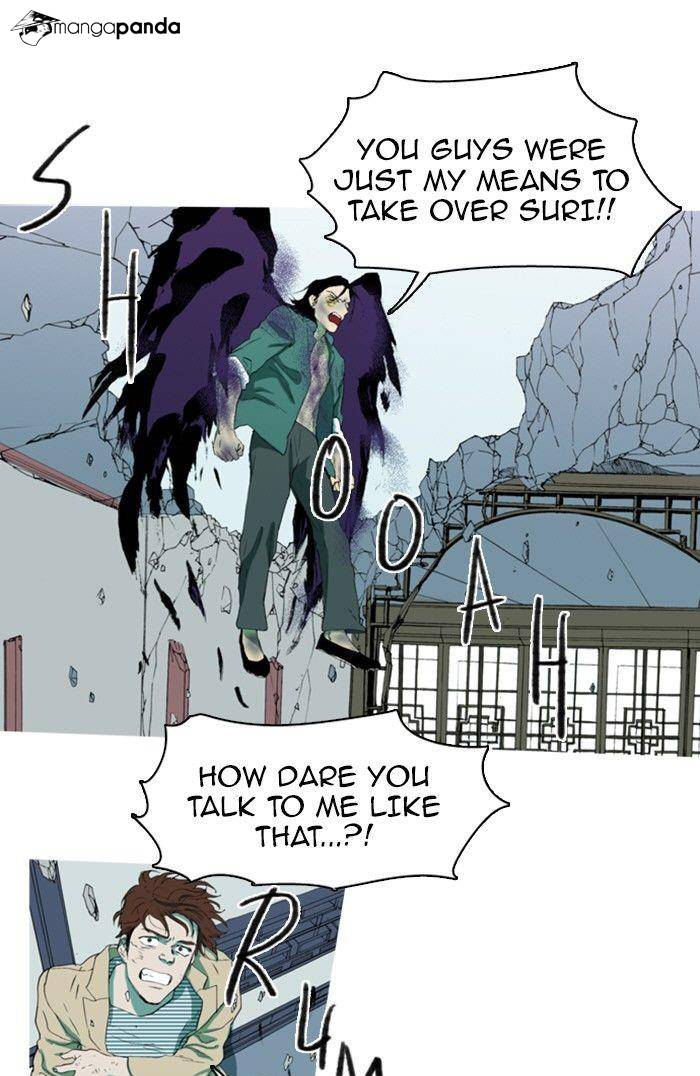 mangapanda
YOU GUYS WERE
JUST MY MEANS TO
TAKE OVER SURI!!
SHOOAH
HOW DARE YOU
TALK TO ME LIKE
THAT...?!
RUM